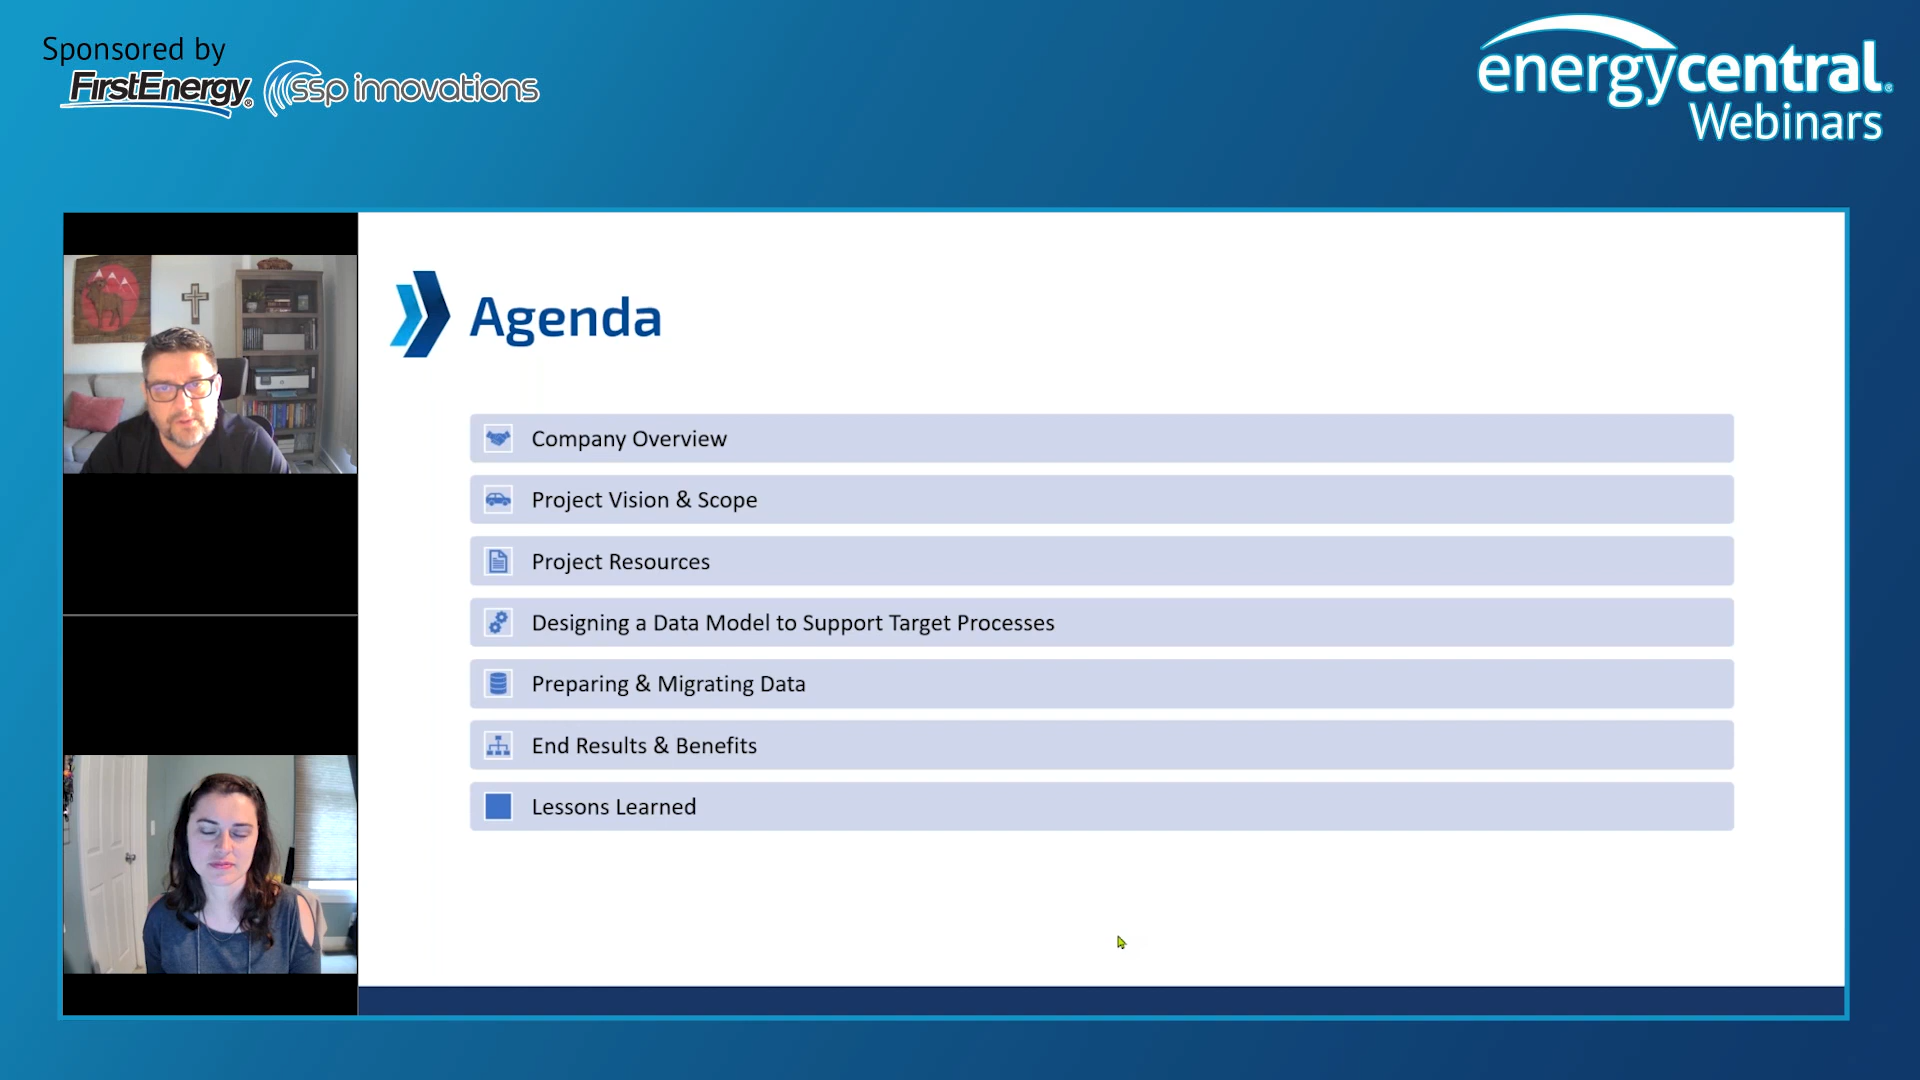 Sponsored by
FirstEnergy®
ssp innovations
energycentral®
Webinars
Agenda
Company Overview
Project Vision & Scope
Project Resources
Designing a Data Model to Support Target Processes
Preparing & Migrating Data
End Results & Benefits
Lessons Learned